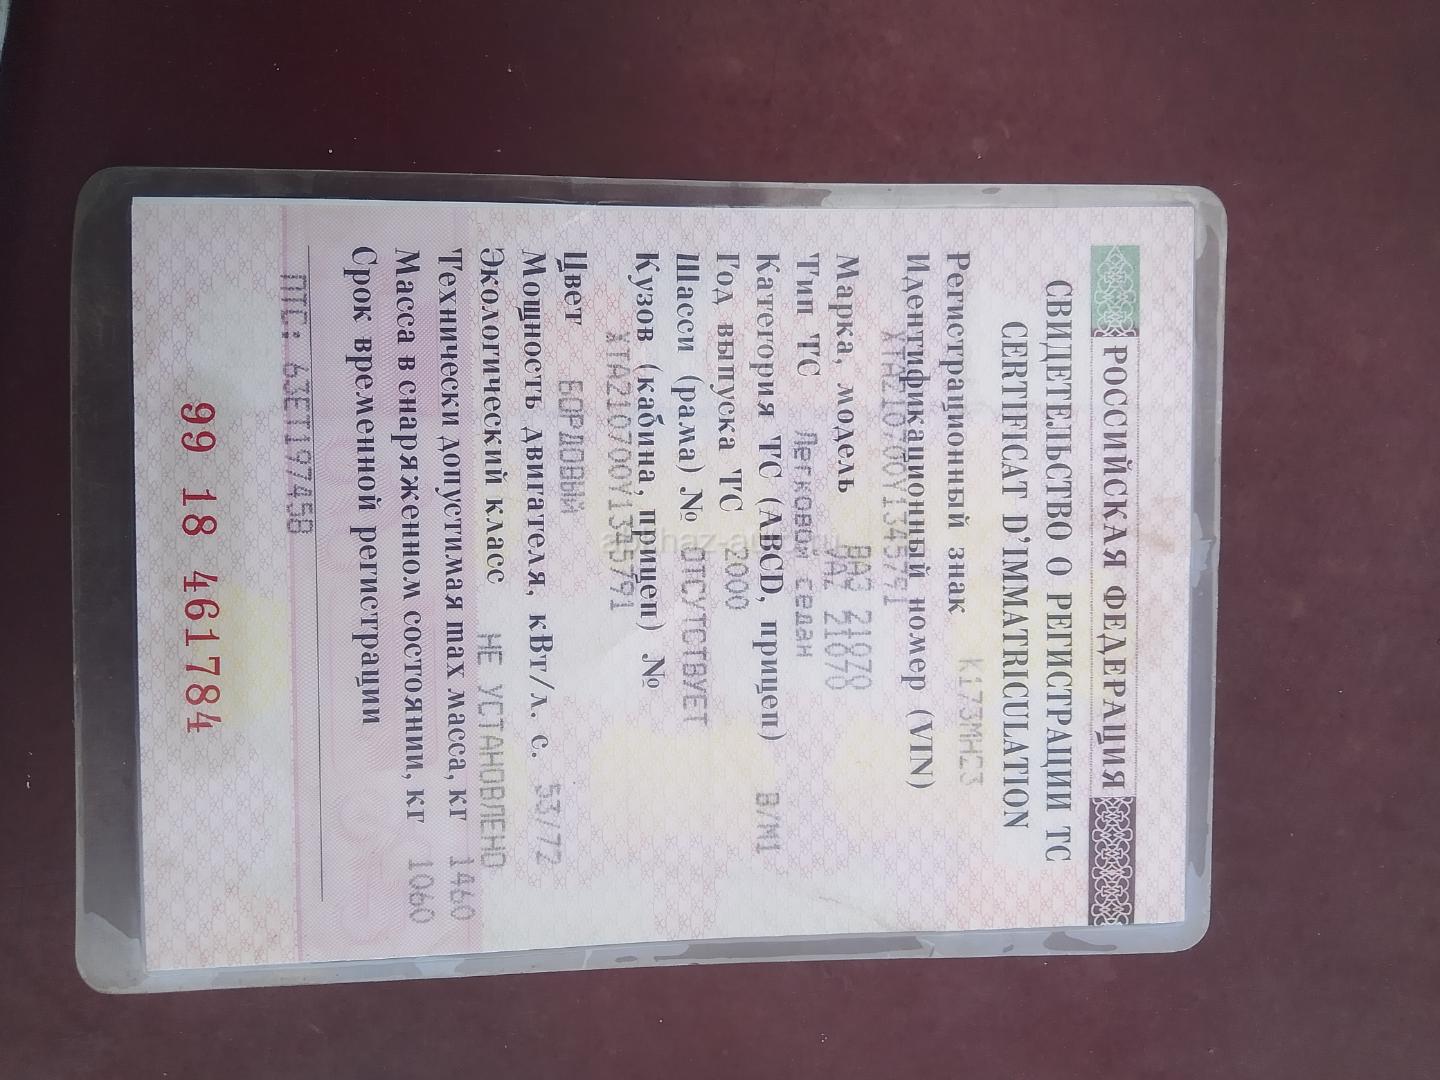 РОССИЙСКАЯ ФЕДЕРАЦИЯ
СВИДЕТЕЛЬСТВО О РЕГИСТРАЦИИ ТС
CERTIFICAT D'IMMATRICULATION
Регистрационный знак К173МН23
Идентификационный номер (VIN)
XTA210700Y1345791
Марка, модель ВАЗ 21070
VAZ 21070
Тип ТС Легковой седан
Категория ТС (ABCD, прицеп) B/M1
Год выпуска ТС 2000
Шасси (рама) № ОТСУТСТВУЕТ
Кузов (кабина, прицеп) №
XTA210700Y1345791
Цвет БОРДОВЫЙ
Мощность двигателя, кВт/л. с. 53/72
Экологический класс НЕ УСТАНОВЛЕНО
Технически допустимая max масса, кг 1460
Масса в снаряженном состоянии, кг 1060
Срок временной регистрации
ПТС: 63ЕТ197458
99 18 461784